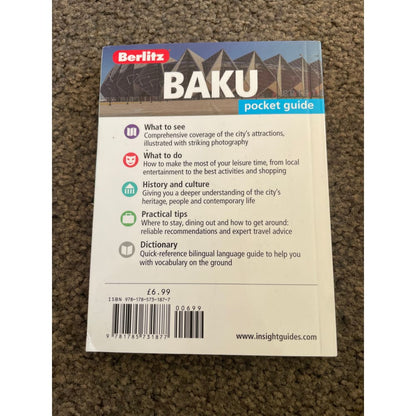 Berlitz
BAKU
pocket guide
What to see
Comprehensive coverage of the city's attractions,
illustrated with striking photography
What to do
How to make the most of your leisure time, from local
entertainment to the best activities and shopping
History and culture
Giving you a deeper understanding of the city's
heritage, people and contemporary life
Practical tips
Where to stay, dining out and how to get around:
reliable recommendations and expert travel advice
Dictionary
Quick-reference bilingual language guide to help you
with vocabulary on the ground
£6.99
ISBN 978-178-573-187-7
00699
9 781785 731877
www.insightguides.com